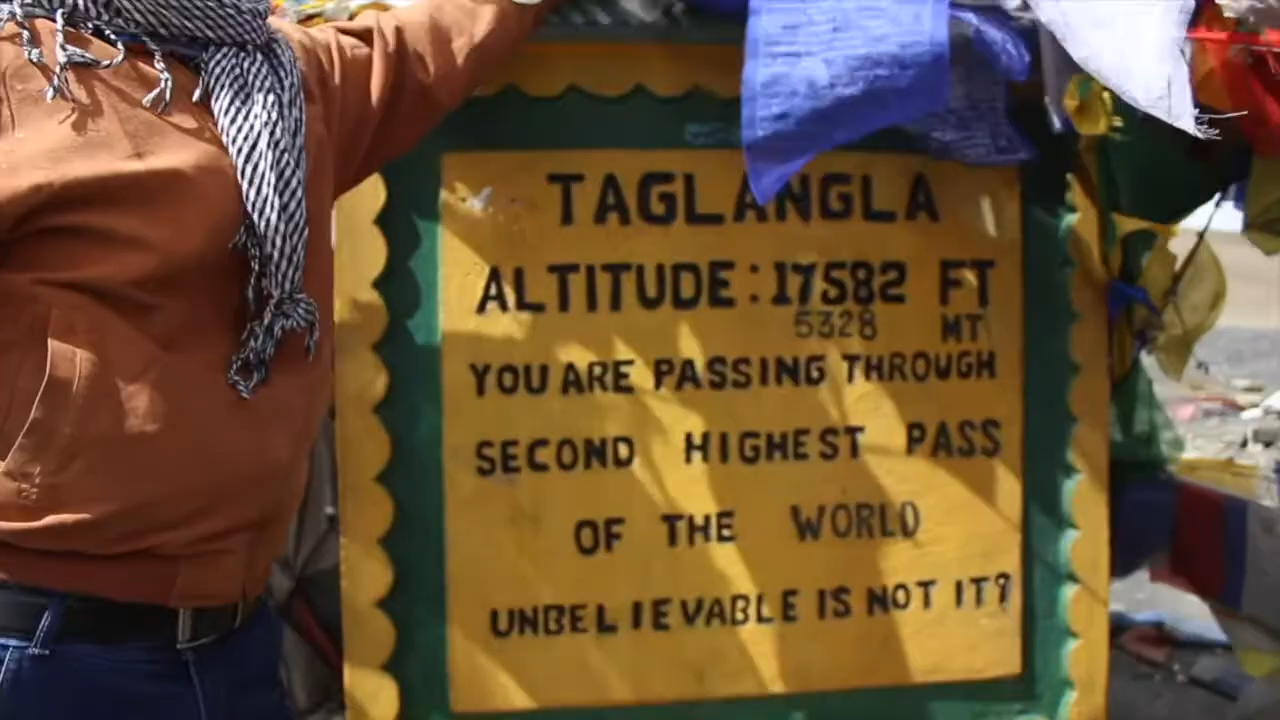 TAGLANGLA
ALTITUDE : 17582 FT
5328 MT
YOU ARE PASSING THROUGH
SECOND HIGHEST PASS
OF THE WORLD
UNBELIEVABLE IS NOT IT?